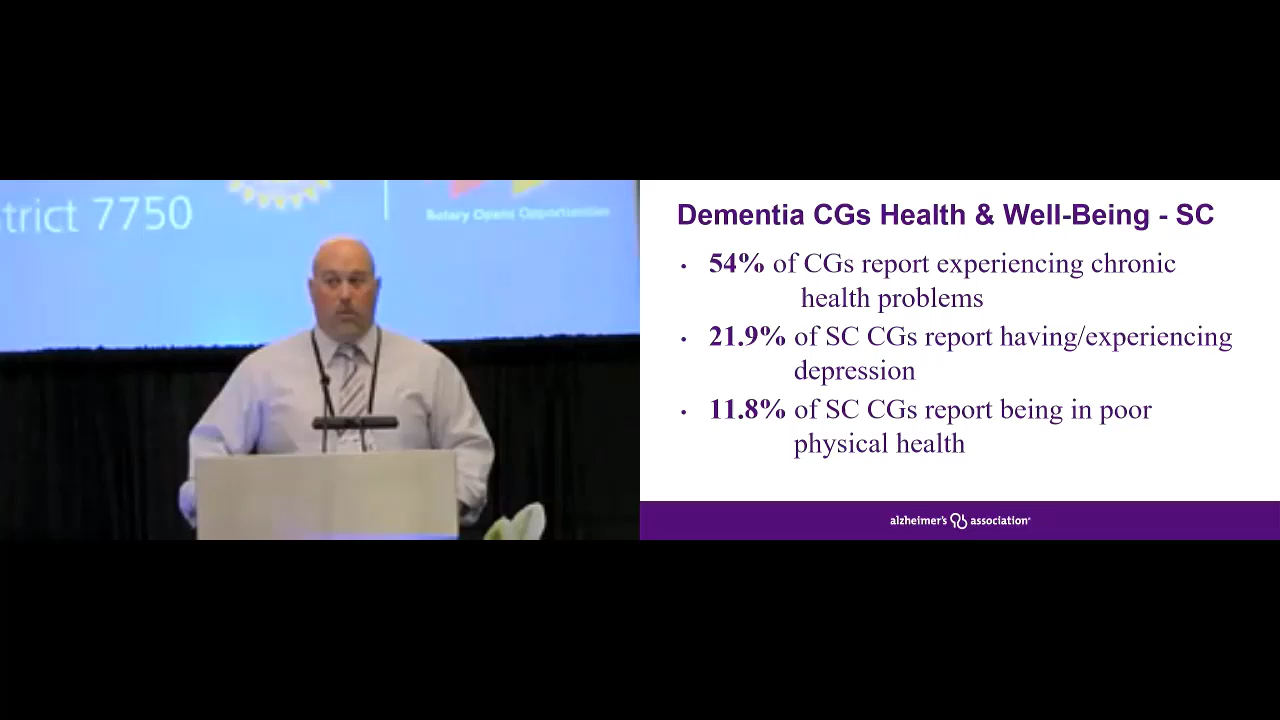 strict 7750
Rotary Opens Opportunities
Dementia CGs Health & Well-Being - SC
• 54% of CGs report experiencing chronic
health problems
• 21.9% of SC CGs report having/experiencing
depression
• 11.8% of SC CGs report being in poor
physical health
alzheimer's association®